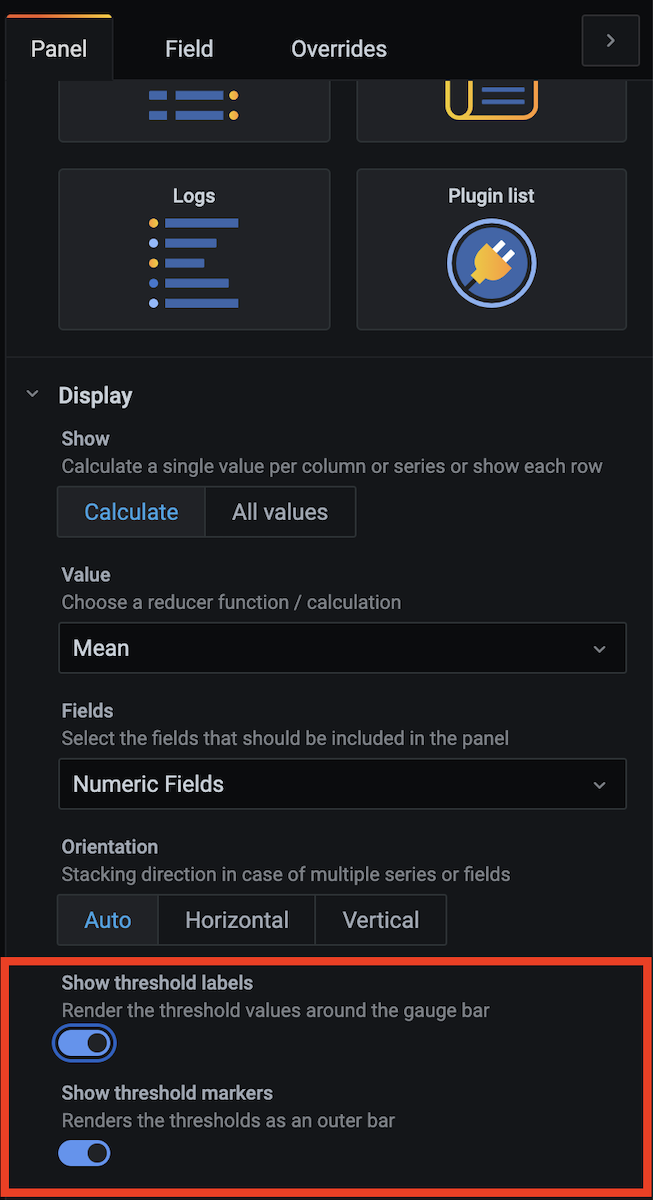 Panel
Field
Overrides
Logs
Plugin list
Display
Show
Calculate a single value per column or series or show each row
Calculate
All values
Value
Choose a reducer function / calculation
Mean
Fields
Select the fields that should be included in the panel
Numeric Fields
Orientation
Stacking direction in case of multiple series or fields
Auto
Horizontal
Vertical
Show threshold labels
Render the threshold values around the gauge bar
Show threshold markers
Renders the thresholds as an outer bar